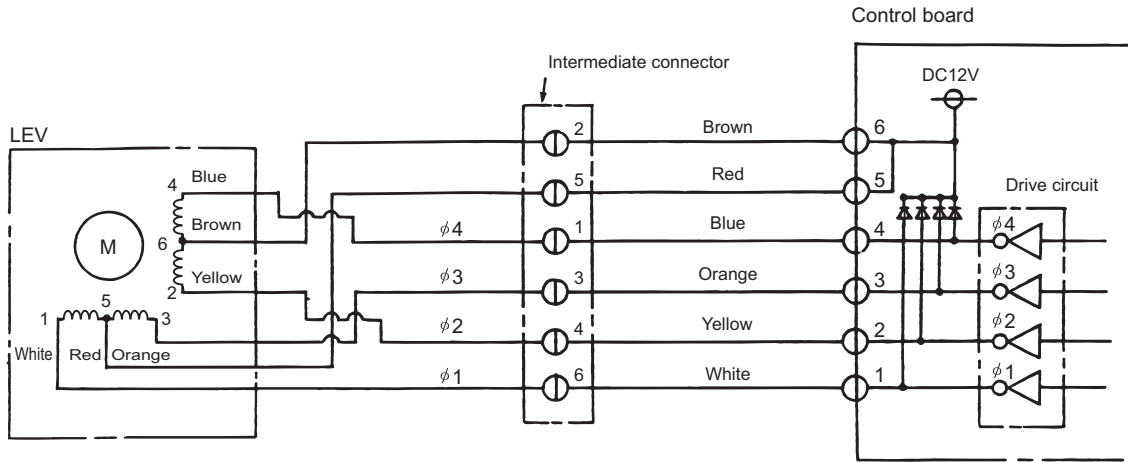 Control board
Intermediate connector
DC12V
LEV
2
Brown
6
5
Red
5
Drive circuit
4
Blue
ϕ4
1
Blue
4
ϕ4
M
6
Brown
ϕ3
3
Orange
3
ϕ3
2
Yellow
ϕ2
4
Yellow
2
ϕ2
1
5
3
White
Red
Orange
ϕ1
6
White
1
ϕ1